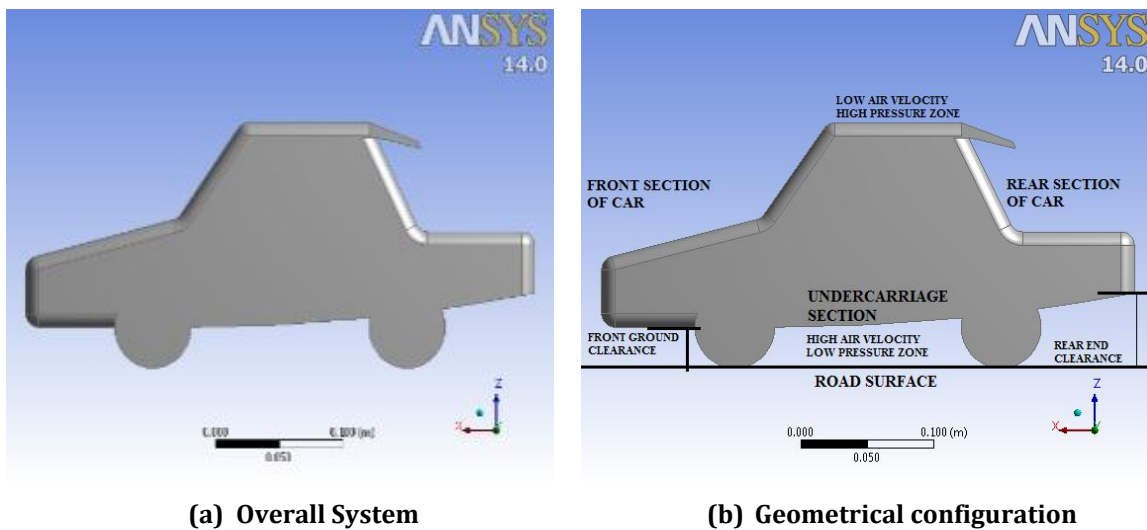 ANSYS
14.0
Z
X
Y
0.000
0.100 (m)
0.050
(a) Overall System
ANSYS
14.0
LOW AIR VELOCITY
HIGH PRESSURE ZONE
FRONT SECTION
OF CAR
REAR SECTION
OF CAR
UNDERCARRIAGE
SECTION
FRONT GROUND
CLEARANCE
HIGH AIR VELOCITY
LOW PRESSURE ZONE
REAR END
CLEARANCE
ROAD SURFACE
Z
X
Y
0.000
0.100 (m)
0.050
(b) Geometrical configuration